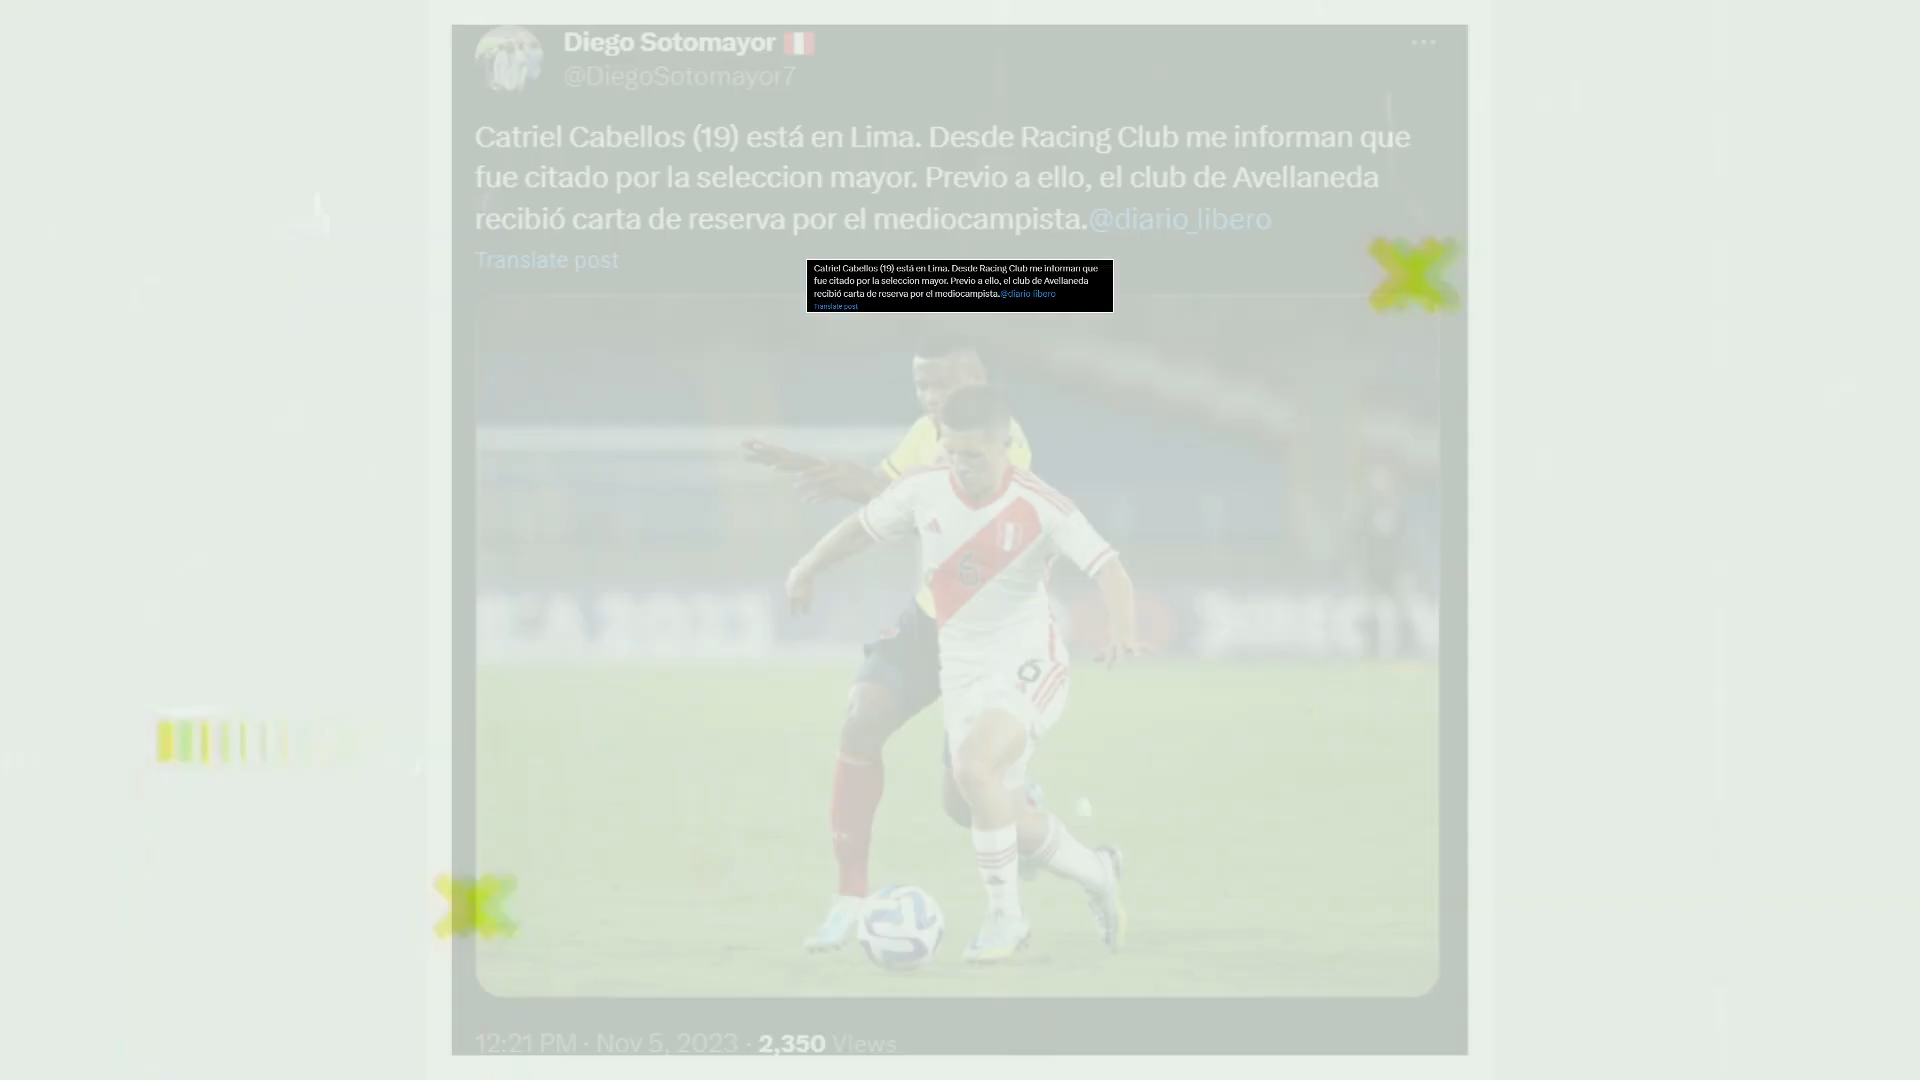 Diego Sotomayor
@DiegoSotomayor7
Catriel Cabellos (19) está en Lima. Desde Racing Club me informan que
fue citado por la seleccion mayor. Previo a ello, el club de Avellaneda
recibió carta de reserva por el mediocampista.@diario_libero
Translate post
Catriel Cabellos (19) está en Lima. Desde Racing Club me informan que
fue citado por la seleccion mayor. Previo a ello, el club de Avellaneda
recibió carta de reserva por el mediocampista.@diario_libero
Translate post
6
6
12:21 PM · Nov 5, 2023 · 2,350 Views